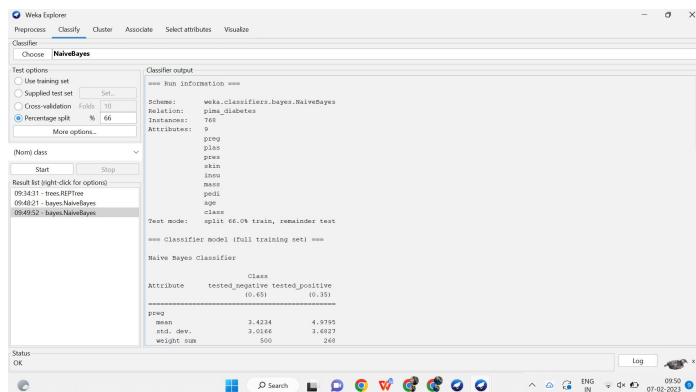 Weka Explorer
Preprocess Classify Cluster Associate Select attributes Visualize
Classifier
Choose NaiveBayes
Test options
Use training set
Supplied test set Set...
Cross-validation Folds 10
Percentage split % 66
More options...
(Nom) class
Start Stop
Result list (right-click for options)
09:34:31 - trees.REPTree
09:48:21 - bayes.NaiveBayes
09:49:52 - bayes.NaiveBayes
Classifier output
=== Run information ===
Scheme: weka.classifiers.bayes.NaiveBayes
Relation: pima_diabetes
Instances: 768
Attributes: 9
preg
plas
pres
skin
insu
mass
pedi
age
class
Test mode: split 66.0% train, remainder test
=== Classifier model (full training set) ===
Naive Bayes Classifier
Class
Attribute tested_negative tested_positive
(0.65) (0.35)
preg
mean 3.4234 4.9795
std. dev. 3.0166 3.6827
weight sum 500 268
Status
OK
Log
x 0
Search
ENG
IN
09:50
07-02-2023